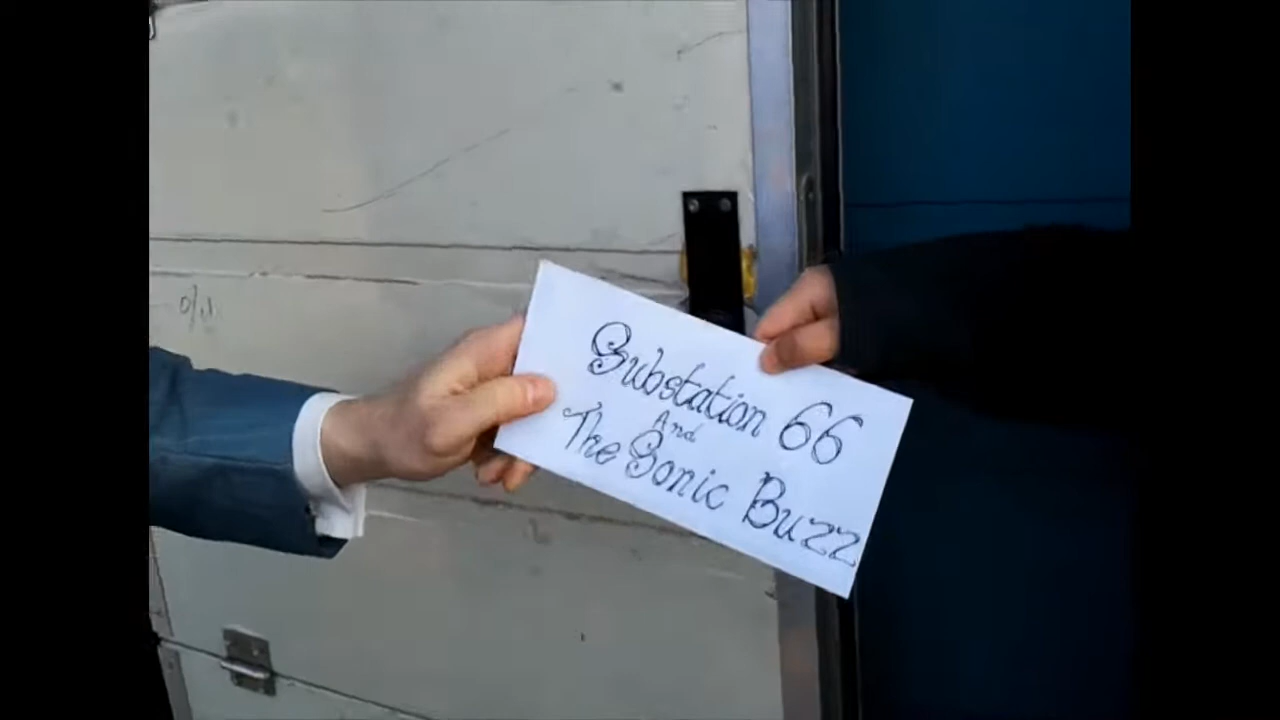 Substation 66
And
The Sonic Buzz